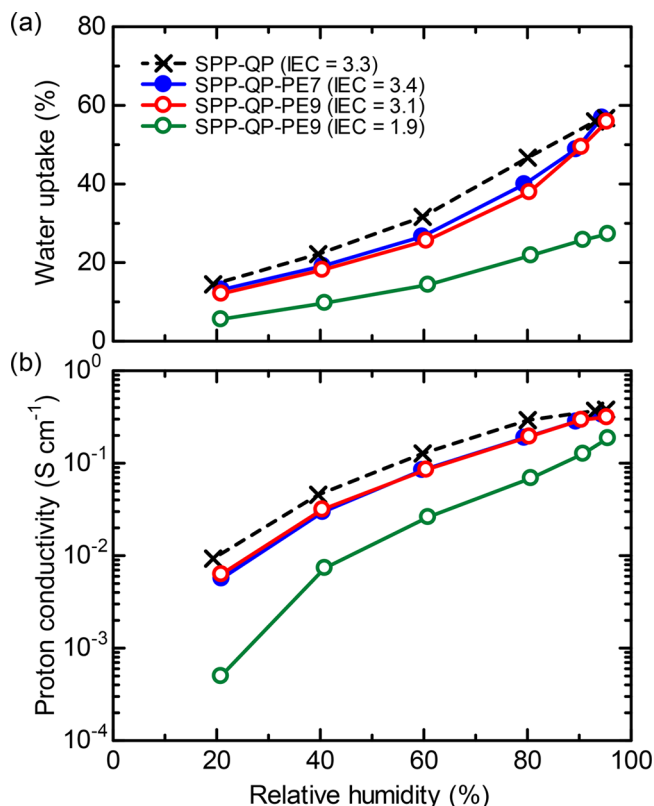 (a)
Water uptake (%)
80
60
40
20
0
SPP-QP (IEC = 3.3)
SPP-QP-PE7 (IEC = 3.4)
SPP-QP-PE9 (IEC = 3.1)
SPP-QP-PE9 (IEC = 1.9)
(b)
Proton conductivity (S cm⁻¹)
10⁰
10⁻¹
10⁻²
10⁻³
10⁻⁴
0 20 40 60 80 100
Relative humidity (%)